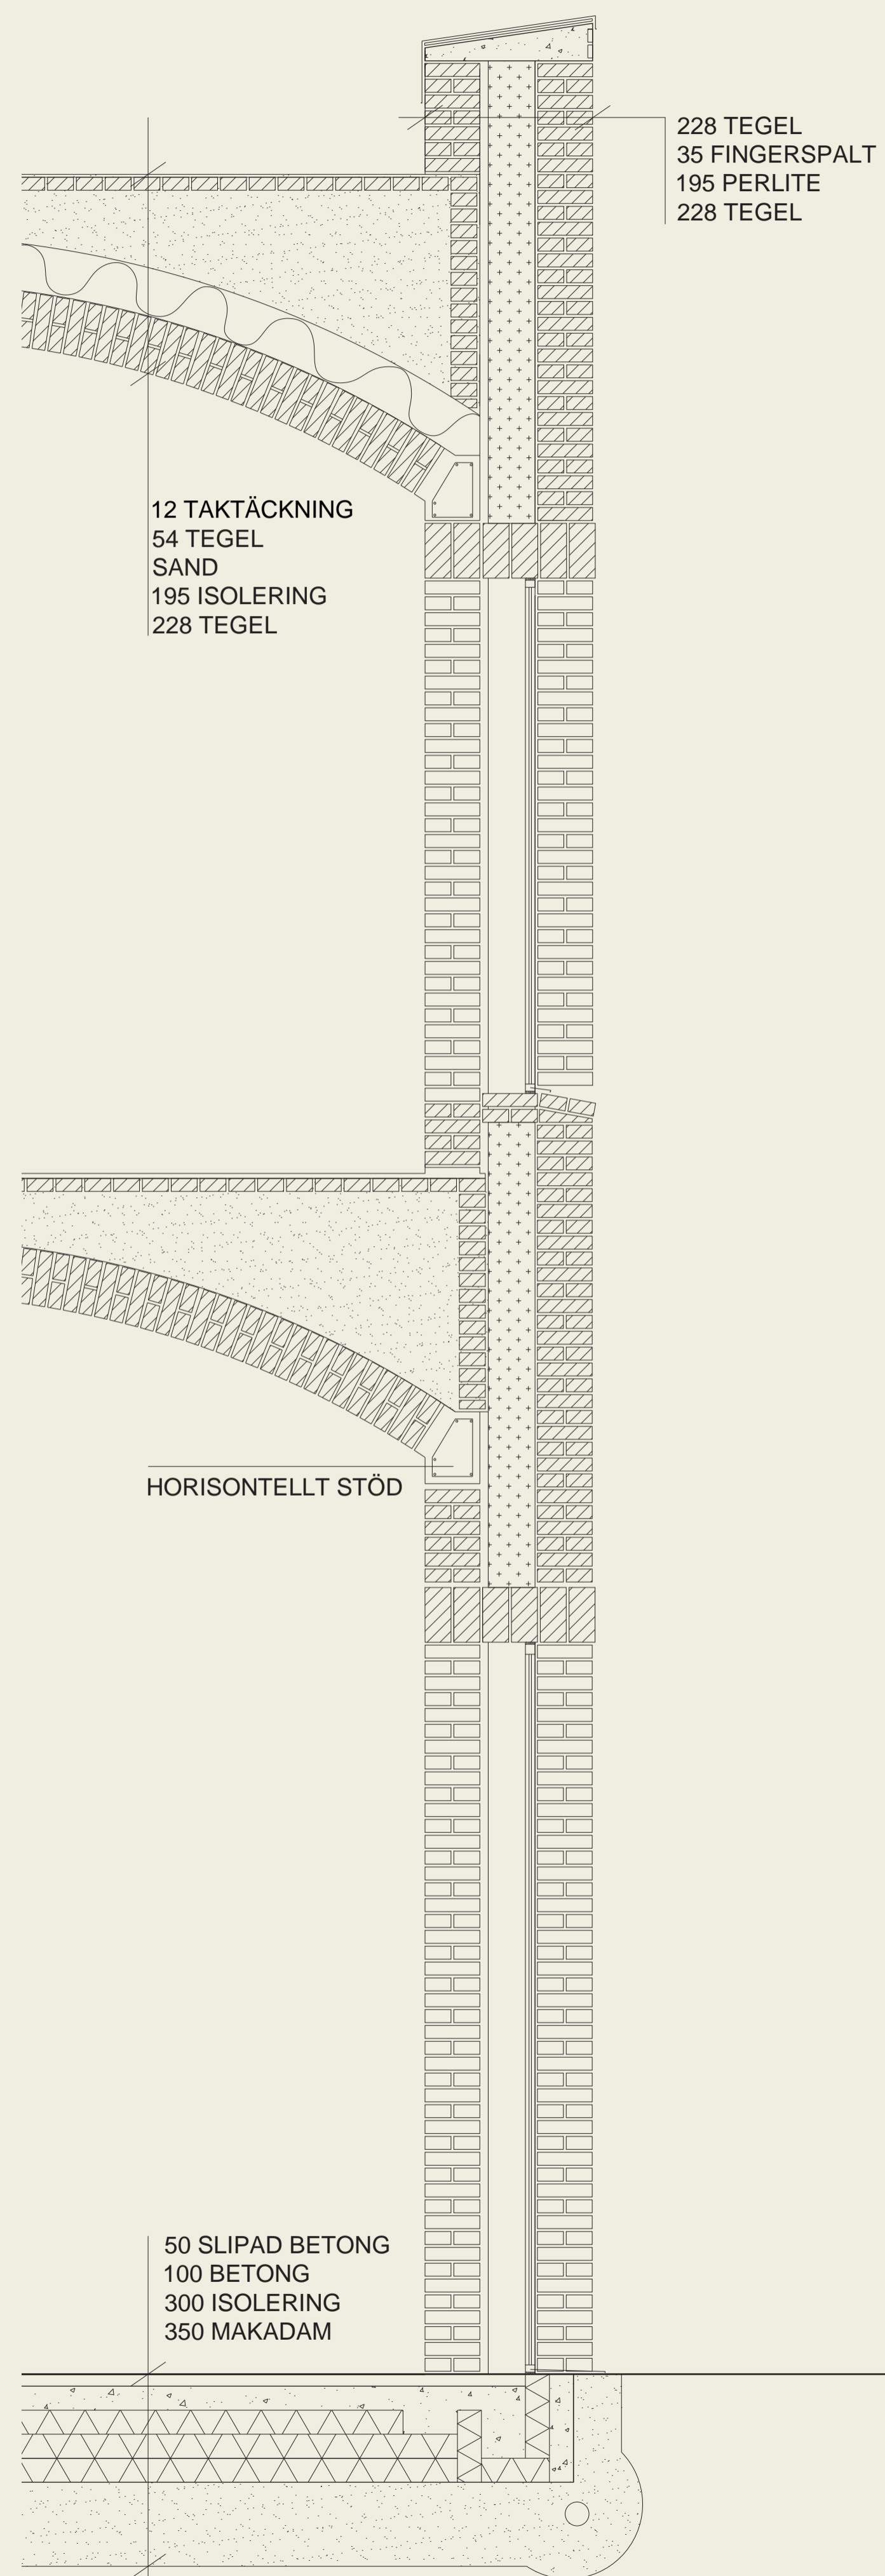 228 TEGEL
35 FINGERSPALT
195 PERLITE
228 TEGEL
12 TAKTÄCKNING
54 TEGEL
SAND
195 ISOLERING
228 TEGEL
HORISONTELLT STÖD
50 SLIPAD BETONG
100 BETONG
300 ISOLERING
350 MAKADAM